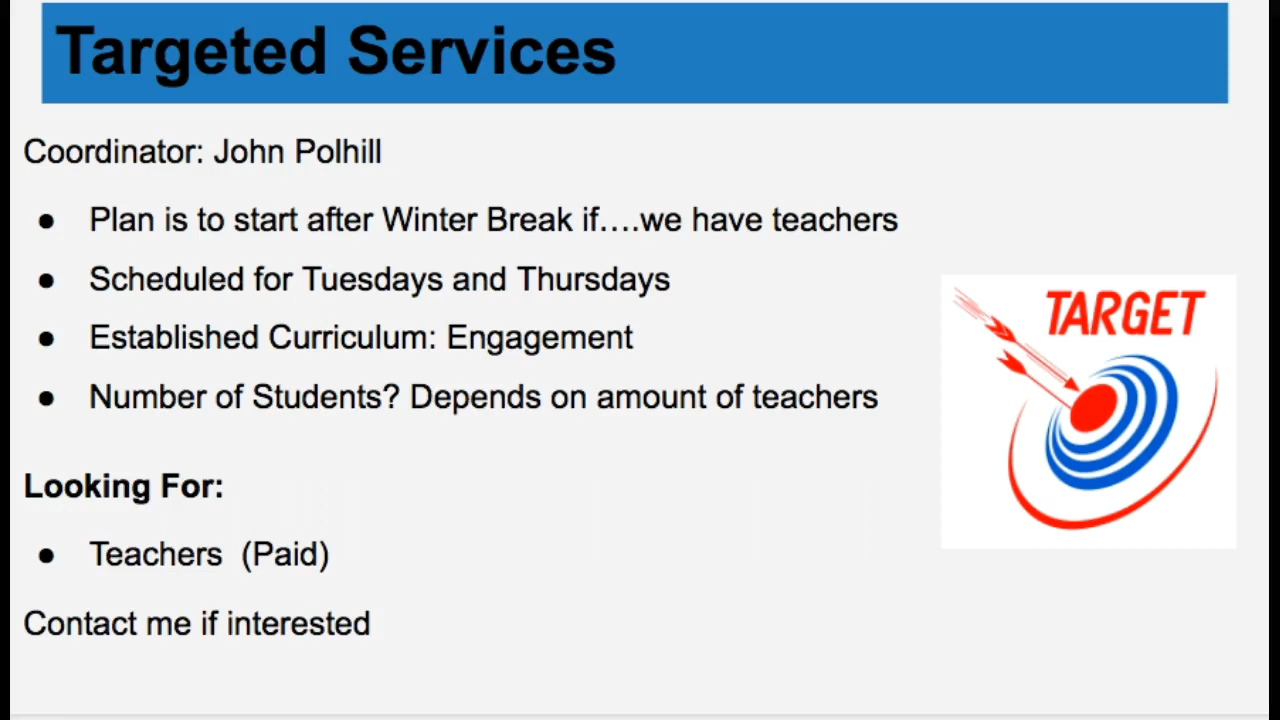 Targeted Services
Coordinator: John Polhill
● Plan is to start after Winter Break if....we have teachers
● Scheduled for Tuesdays and Thursdays
● Established Curriculum: Engagement
● Number of Students? Depends on amount of teachers
TARGET
Looking For:
● Teachers (Paid)
Contact me if interested